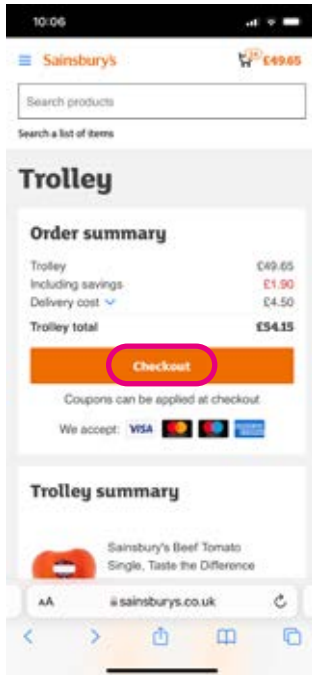 10:06
Sainsbury's £49.65
Search products
Search a list of items
Trolley
Order summary
Trolley £49.65
Including savings £1.90
Delivery cost £4.50
Trolley total £54.15
Checkout
Coupons can be applied at checkout
We accept: VISA
Trolley summary
Sainsbury's Beef Tomato
Single, Taste the Difference
AA sainsburys.co.uk